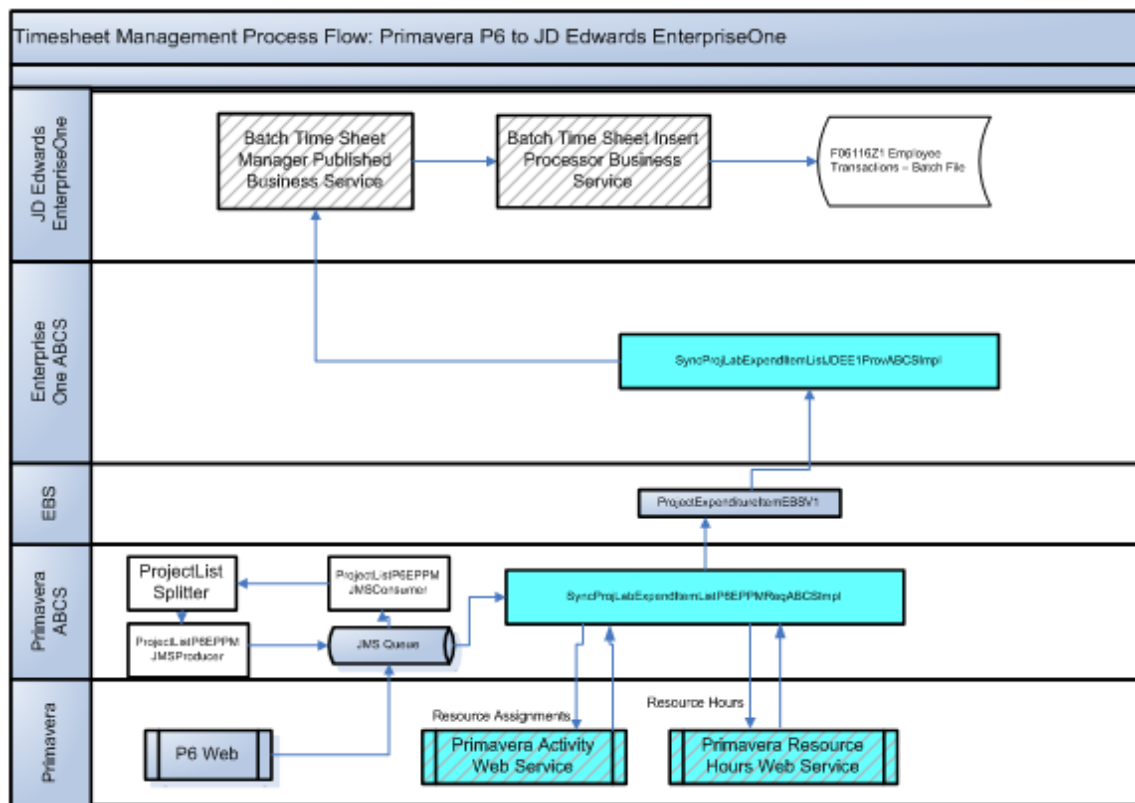 Timesheet Management Process Flow: Primavera P6 to JD Edwards EnterpriseOne
JD Edwards
EnterpriseOne
Batch Time Sheet
Manager Published
Business Service
Batch Time Sheet Insert
Processor Business
Service
F06116Z1 Employee
Transactions – Batch File
Enterprise
One ABCS
SyncProjLabExpendItemListJDEE1ProvABCSImpl
EBS
ProjectExpenditureItemEBSV1
Primavera
ABCS
ProjectList
Splitter
ProjectListP6EPPM
JMSConsumer
ProjectListP6EPPM
JMSProducer
JMS Queue
SyncProjLabExpendItemListP6EPPMReqABCSImpl
Primavera
P6 Web
Resource Assignments
Primavera Activity
Web Service
Resource Hours
Primavera Resource
Hours Web Service